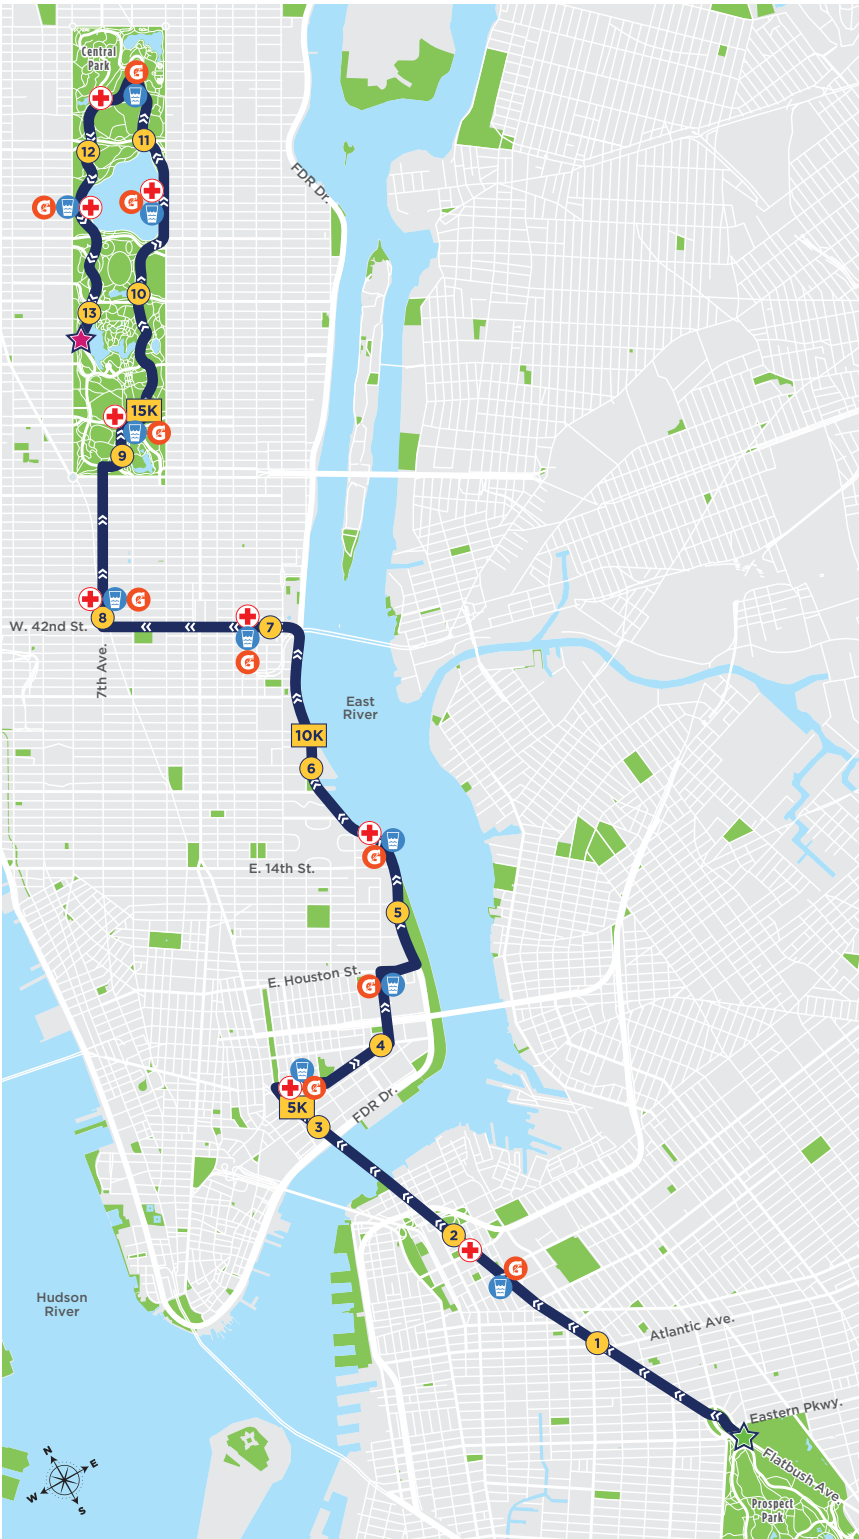 Central
Park
G
11
12
G
G
FDR Dr.
10
13
15K
G
9
G
8
W. 42nd St.
7
7th Ave.
G
East
River
10K
6
G
E. 14th St.
5
E. Houston St.
G
4
G
5K
FDR Dr.
3
2
G
Hudson
River
Atlantic Ave.
1
Eastern Pkwy.
Flatbush Ave.
N
E
W
S
Prospect
Park